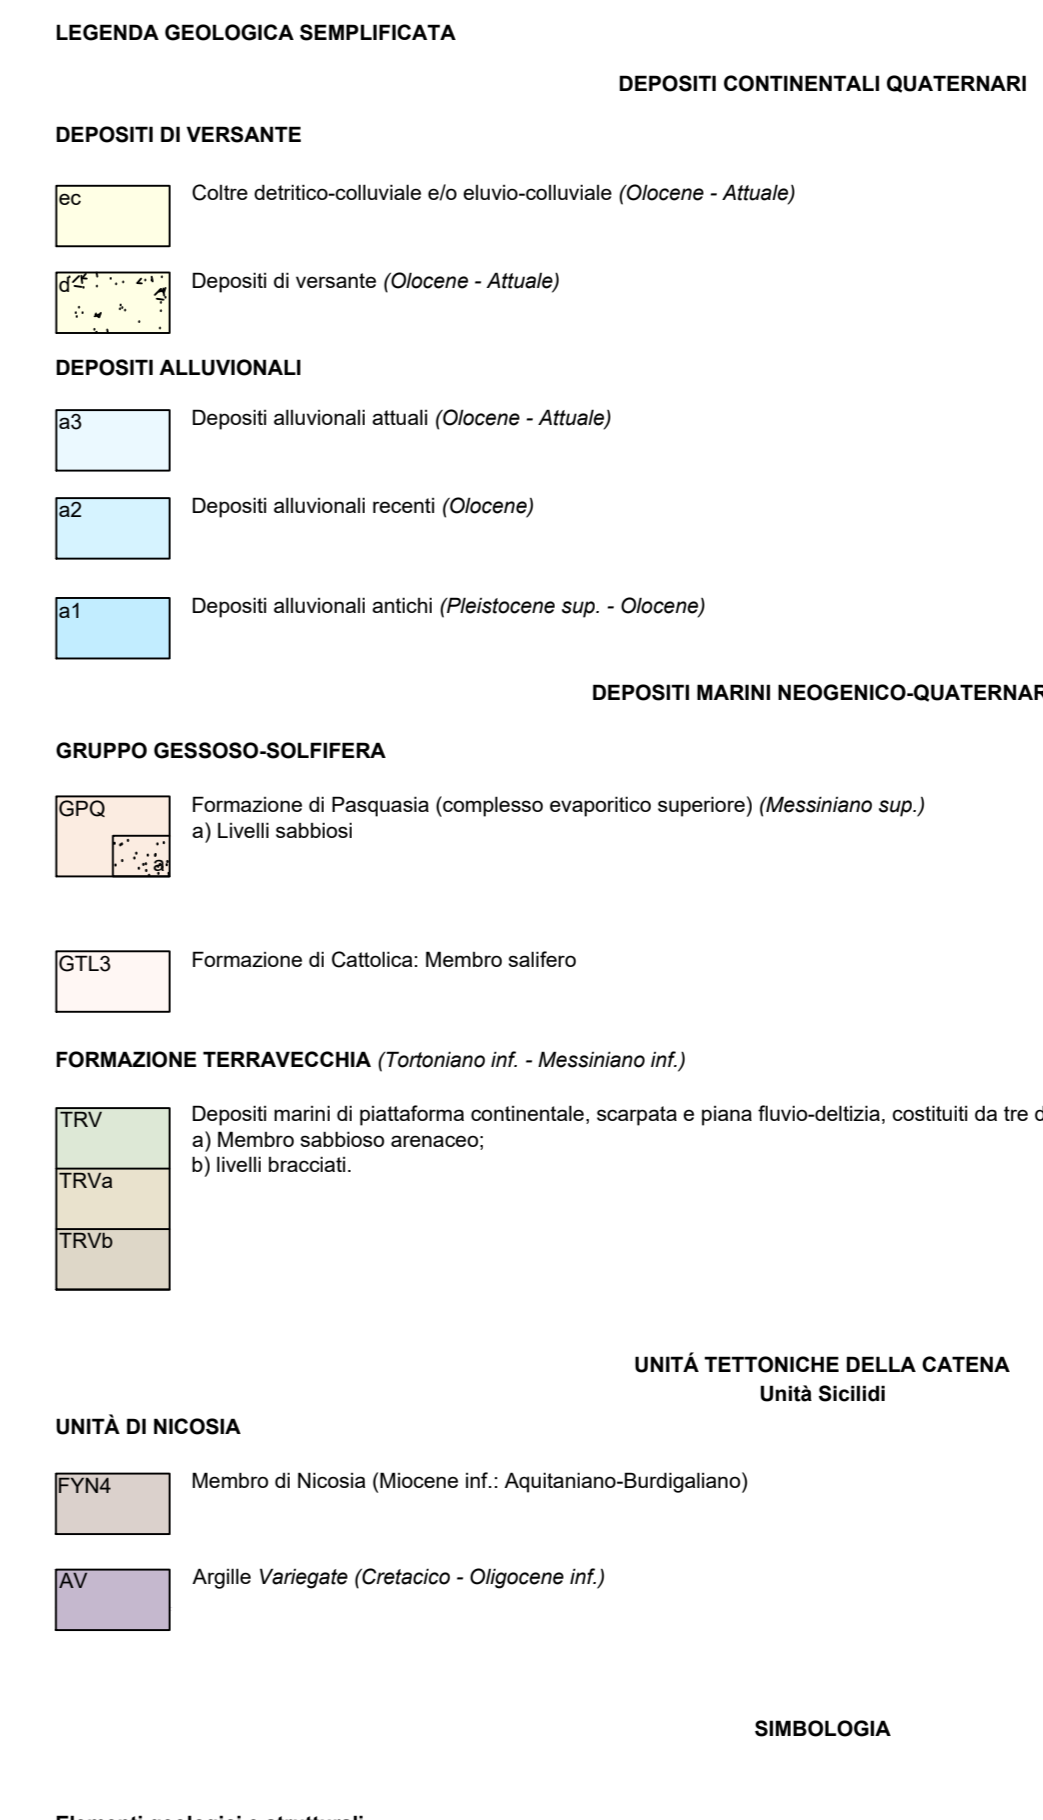 LEGENDA GEOLOGICA SEMPLIFICATA
DEPOSITI CONTINENTALI QUATERNARI
DEPOSITI DI VERSANTE
ec
Coltre detritico-colluviale e/o eluvio-colluviale (Olocene - Attuale)
d
Depositi di versante (Olocene - Attuale)
DEPOSITI ALLUVIONALI
a3
Depositi alluvionali attuali (Olocene - Attuale)
a2
Depositi alluvionali recenti (Olocene)
a1
Depositi alluvionali antichi (Pleistocene sup. - Olocene)
DEPOSITI MARINI NEOGENICO-QUATERNAR
GRUPPO GESSOSO-SOLFIFERA
GPQ
Formazione di Pasquasia (complesso evaporitico superiore) (Messiniano sup.)
a) Livelli sabbiosi
a
GTL3
Formazione di Cattolica: Membro salifero
FORMAZIONE TERRAVECCHIA (Tortoniano inf. - Messiniano inf.)
TRV
Depositi marini di piattaforma continentale, scarpata e piana fluvio-deltizia, costituiti da tre d
a) Membro sabbioso arenaceo;
b) livelli bracciati.
TRVa
TRVb
UNITÁ TETTONICHE DELLA CATENA
Unità Sicilidi
UNITÀ DI NICOSIA
FYN4
Membro di Nicosia (Miocene inf.: Aquitaniano-Burdigaliano)
AV
Argille Variegate (Cretacico - Oligocene inf.)
SIMBOLOGIA
Elementi geologici e strutturali